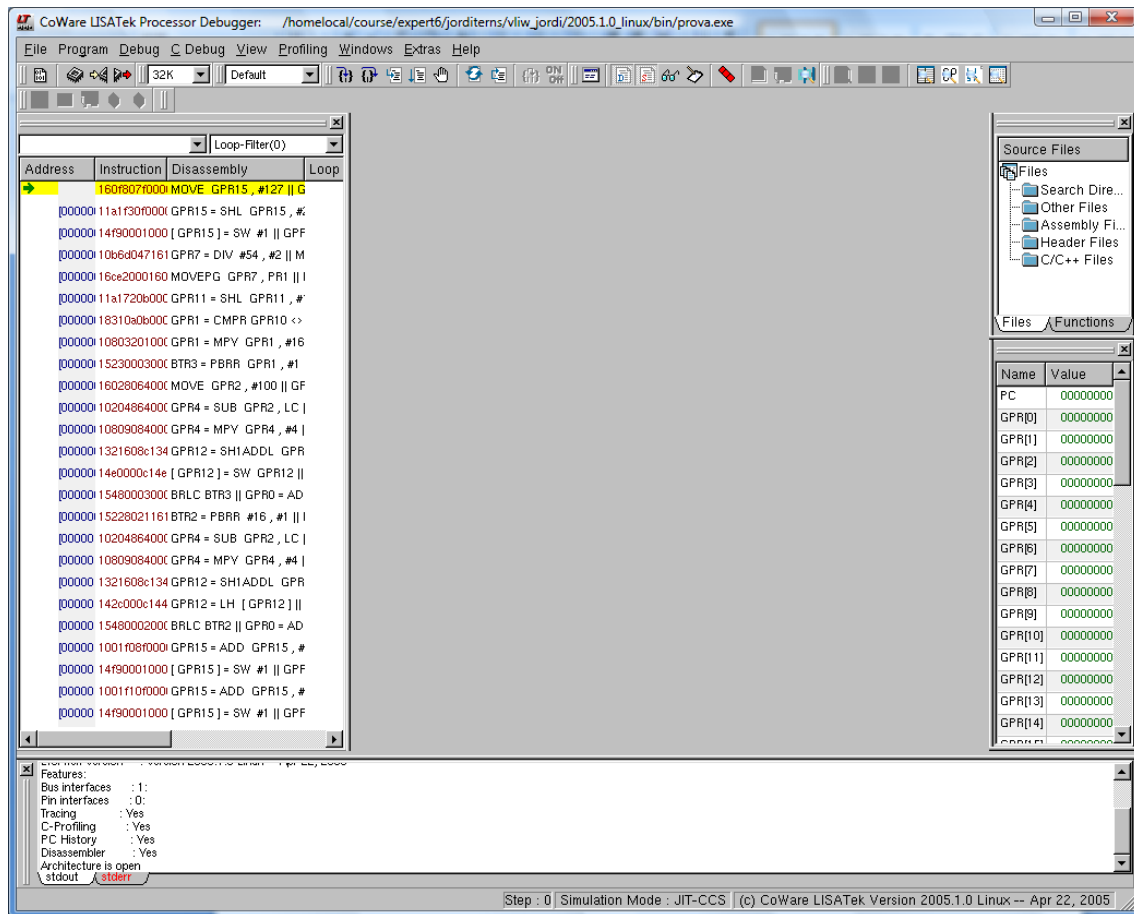 CoWare LISATek Processor Debugger: /homelocal/course/expert6/jorditerns/vliw_jordi/2005.1.0_linux/bin/prova.exe
File Program Debug C Debug View Profiling Windows Extras Help
32K Default ON Off
Loop-Filter(0)
Address Instruction Disassembly Loop
160f807f000 MOVE GPR15 , #127 || G
[00000 11a1f30f000 GPR15 = SHL GPR15 , #2
[00000 14f90001000 [ GPR15 ] = SW #1 || GPF
[00000 10b6d047161 GPR7 = DIV #54 , #2 || M
[00000 16ce2000160 MOVEPG GPR7 , PR1 || I
[00000 11a1720b000 GPR11 = SHL GPR11 , #
[00000 18310a0b000 GPR1 = CMPR GPR10 <>
[00000 10803201000 GPR1 = MPY GPR1 , #16
[00000 15230003000 BTR3 = PBRR GPR1 , #1
[00000 16028064000 MOVE GPR2 , #100 || GF
[00000 10204864000 GPR4 = SUB GPR2 , LC |
[00000 10809084000 GPR4 = MPY GPR4 , #4 |
[00000 1321608c134 GPR12 = SH1ADDL GPR
[00000 14e0000c14e [ GPR12 ] = SW GPR12 ||
[00000 15480003000 BRLC BTR3 || GPR0 = AD
[00000 15228021161 BTR2 = PBRR #16 , #1 || I
[00000 10204864000 GPR4 = SUB GPR2 , LC |
[00000 10809084000 GPR4 = MPY GPR4 , #4 |
[00000 1321608c134 GPR12 = SH1ADDL GPR
[00000 142c000c144 GPR12 = LH [ GPR12 ] ||
[00000 15480002000 BRLC BTR2 || GPR0 = AD
[00000 1001f08f000 GPR15 = ADD GPR15 , #
[00000 14f90001000 [ GPR15 ] = SW #1 || GPF
[00000 1001f10f000 GPR15 = ADD GPR15 , #
[00000 14f90001000 [ GPR15 ] = SW #1 || GPF
Source Files
Files
Search Dire...
Other Files
Assembly Fi...
Header Files
C/C++ Files
Files Functions
Name Value
PC 00000000
GPR[0] 00000000
GPR[1] 00000000
GPR[2] 00000000
GPR[3] 00000000
GPR[4] 00000000
GPR[5] 00000000
GPR[6] 00000000
GPR[7] 00000000
GPR[8] 00000000
GPR[9] 00000000
GPR[10] 00000000
GPR[11] 00000000
GPR[12] 00000000
GPR[13] 00000000
GPR[14] 00000000
Features:
Bus interfaces : 1:
Pin interfaces : 0:
Tracing : Yes
C-Profiling : Yes
PC History : Yes
Disassembler : Yes
Architecture is open
stdout stderr
Step : 0 Simulation Mode : JIT-CCS (c) CoWare LISATek Version 2005.1.0 Linux -- Apr 22, 2005